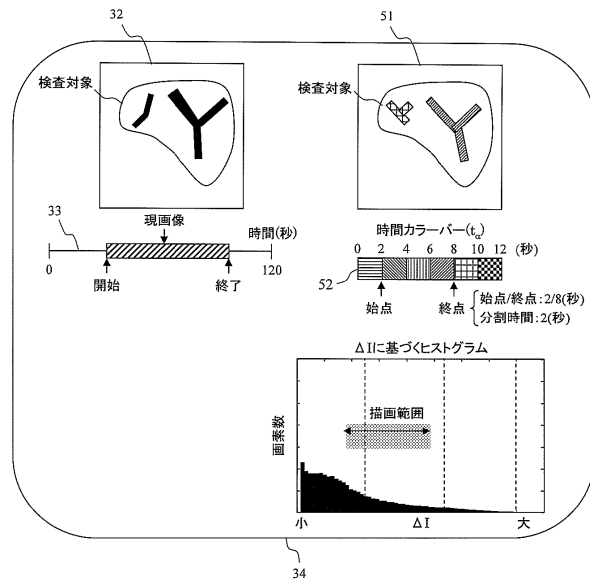 32
51
検査対象
検査対象
現画像
33
時間(秒)
0
120
開始
終了
時間カラーバー(tα)
0 2 4 6 8 10 12 (秒)
52
始点
終点
始点/終点:2/8(秒)
分割時間:2(秒)
ΔIに基づくヒストグラム
画素数
描画範囲
小
ΔI
大
34